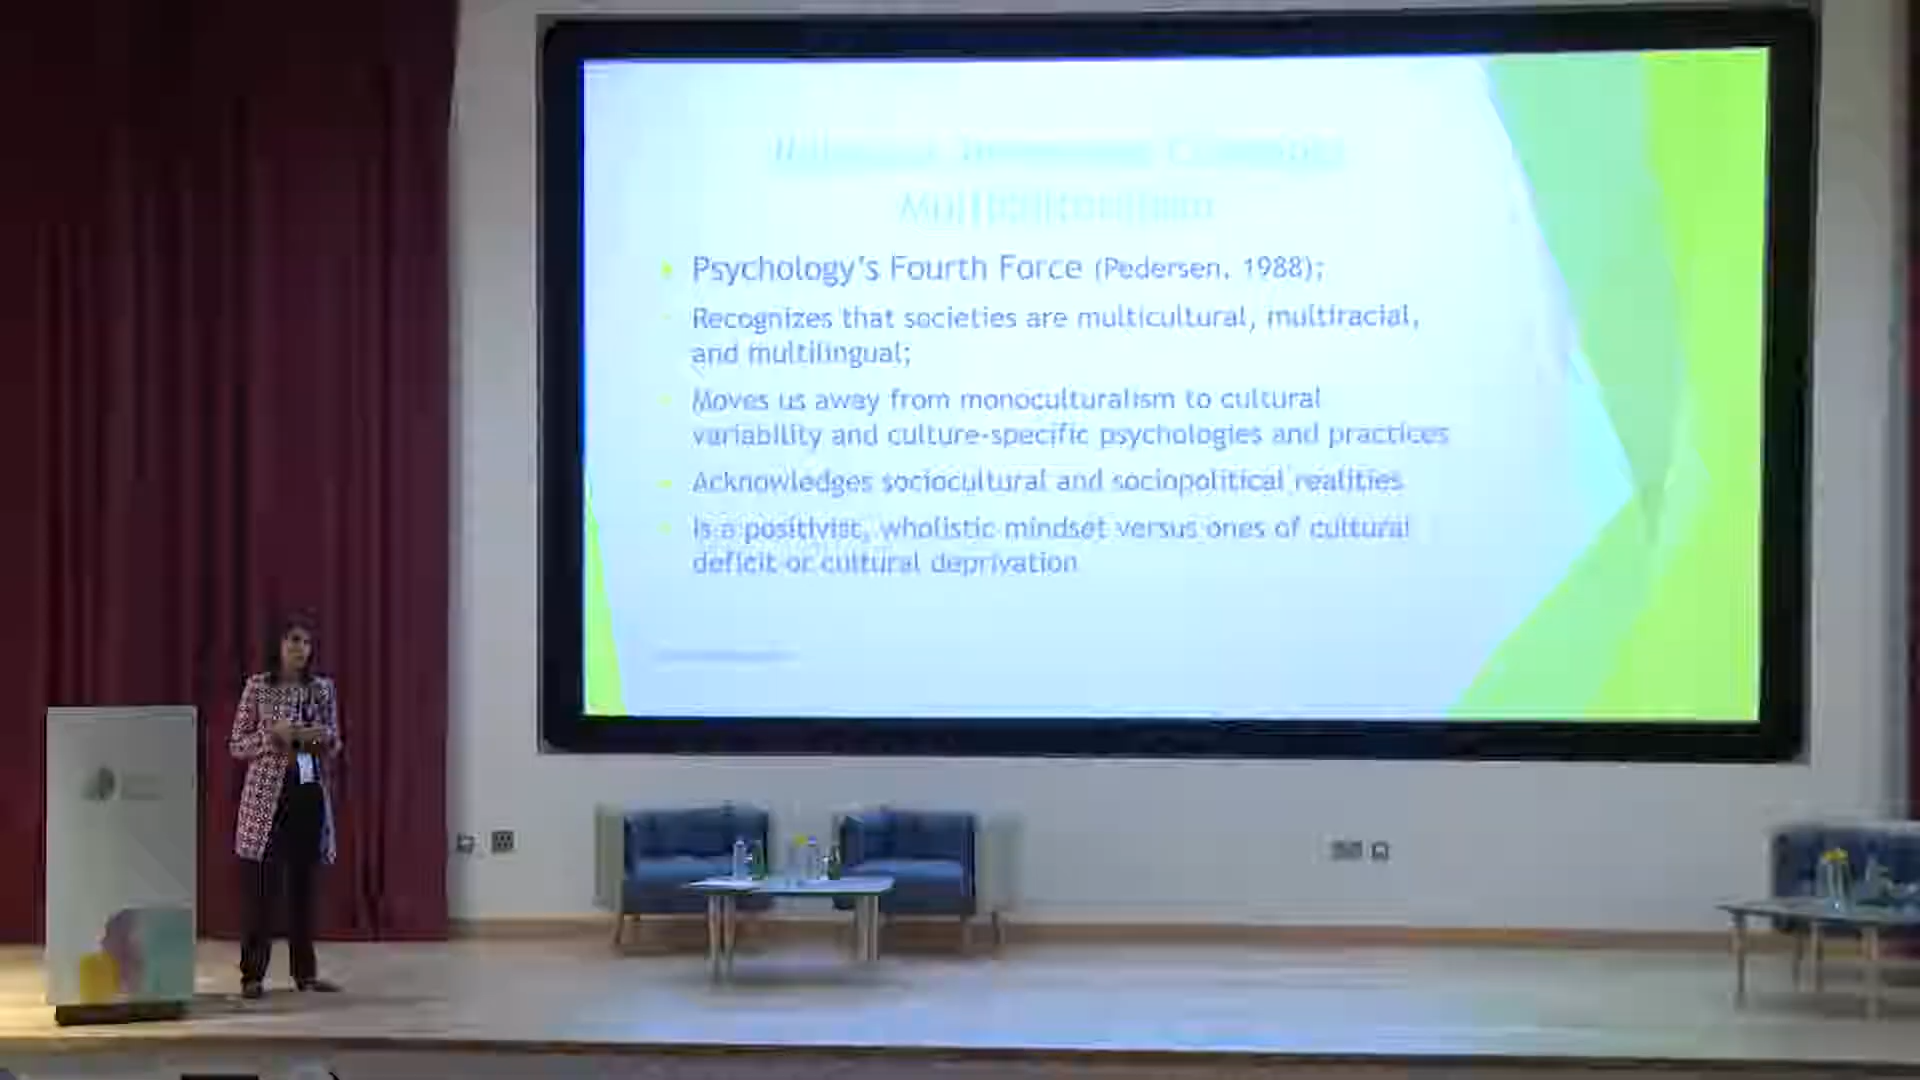 Multiculturalism
Psychology's Fourth Force (Pedersen, 1988);
Recognizes that societies are multicultural, multiracial,
and multilingual;
Moves us away from monoculturalism to cultural
variability and culture-specific psychologies and practices
Acknowledges sociocultural and sociopolitical realities
Is a positivist, wholistic mindset versus ones of cultural
deficit or cultural deprivation